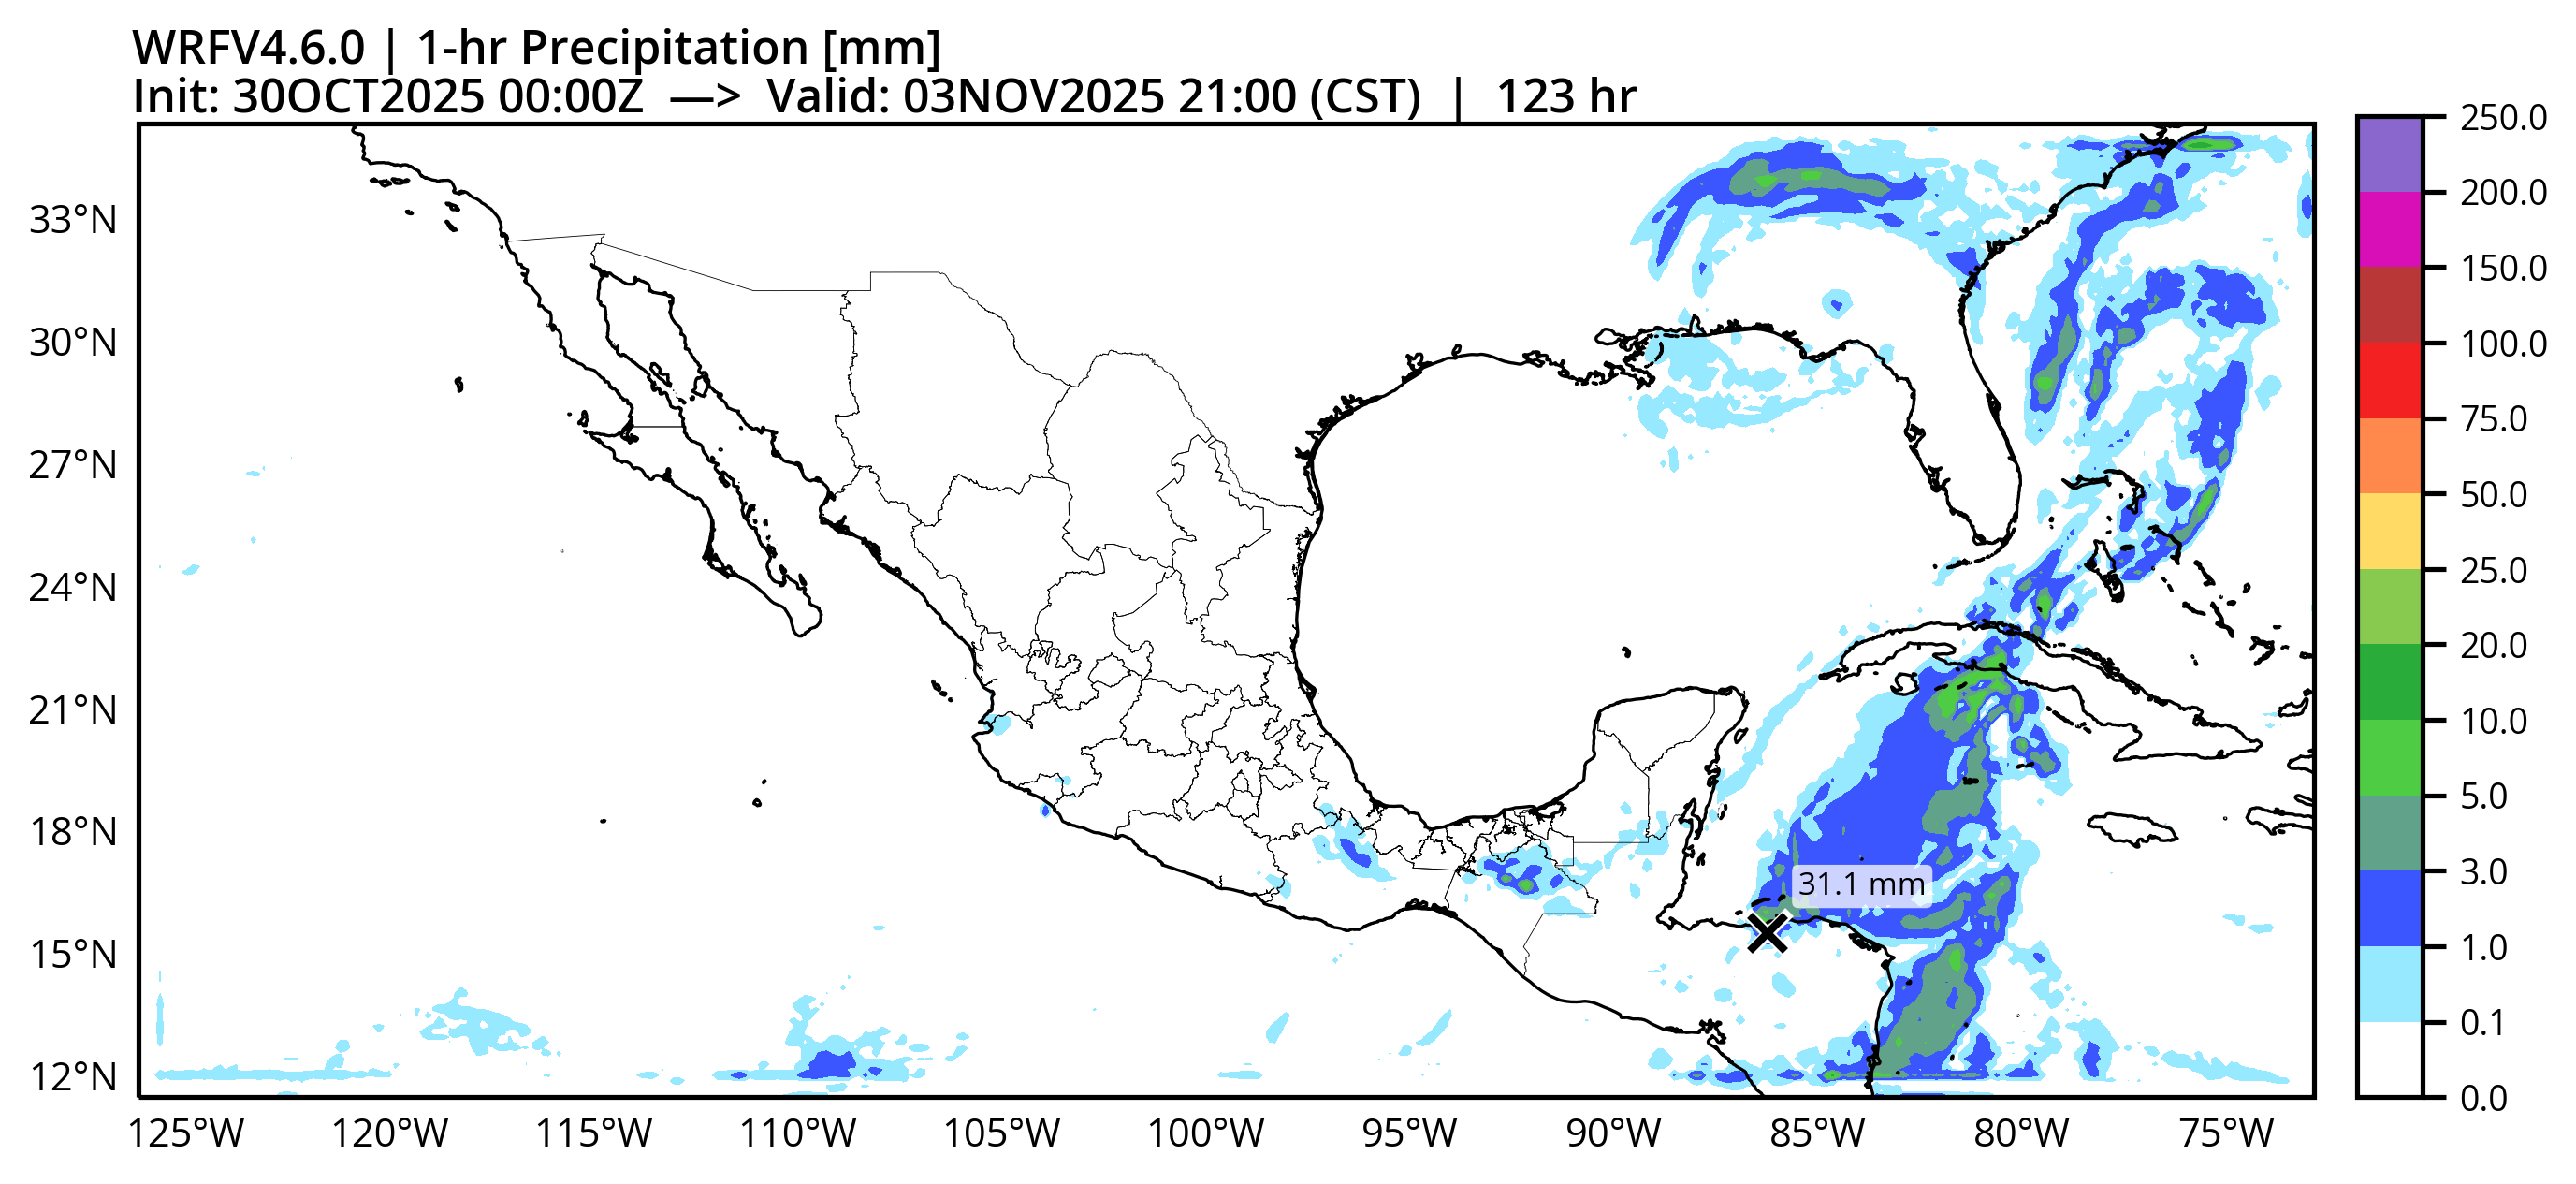 WRFV4.6.0 | 1-hr Precipitation [mm]
Init: 30OCT2025 00:00Z —> Valid: 03NOV2025 21:00 (CST) | 123 hr
33°N
30°N
27°N
24°N
21°N
18°N
15°N
12°N
31.1 mm
125°W 120°W 115°W 110°W 105°W 100°W 95°W 90°W 85°W 80°W 75°W
250.0
200.0
150.0
100.0
75.0
50.0
25.0
20.0
10.0
5.0
3.0
1.0
0.1
0.0